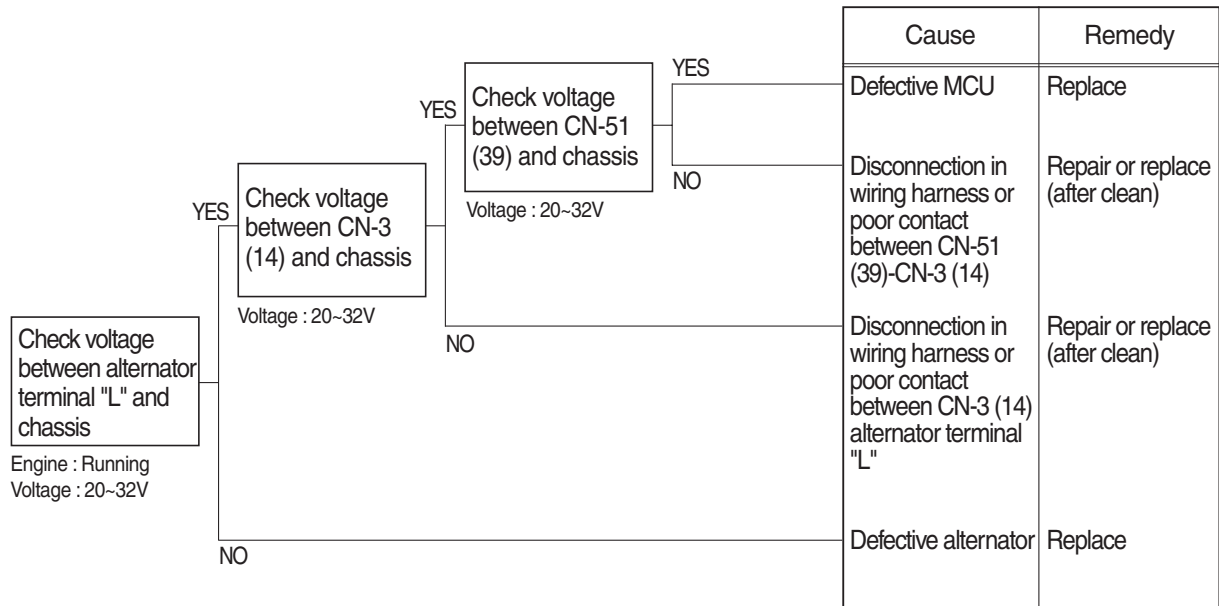 Cause
Remedy
YES
Defective MCU
Replace
YES
Check voltage
between CN-51
(39) and chassis
NO
Disconnection in
wiring harness or
poor contact
between CN-51
(39)-CN-3 (14)
Repair or replace
(after clean)
Voltage : 20~32V
YES
Check voltage
between CN-3
(14) and chassis
Voltage : 20~32V
NO
Disconnection in
wiring harness or
poor contact
between CN-3 (14)
alternator terminal
"L"
Repair or replace
(after clean)
Check voltage
between alternator
terminal "L" and
chassis
Engine : Running
Voltage : 20~32V
NO
Defective alternator
Replace